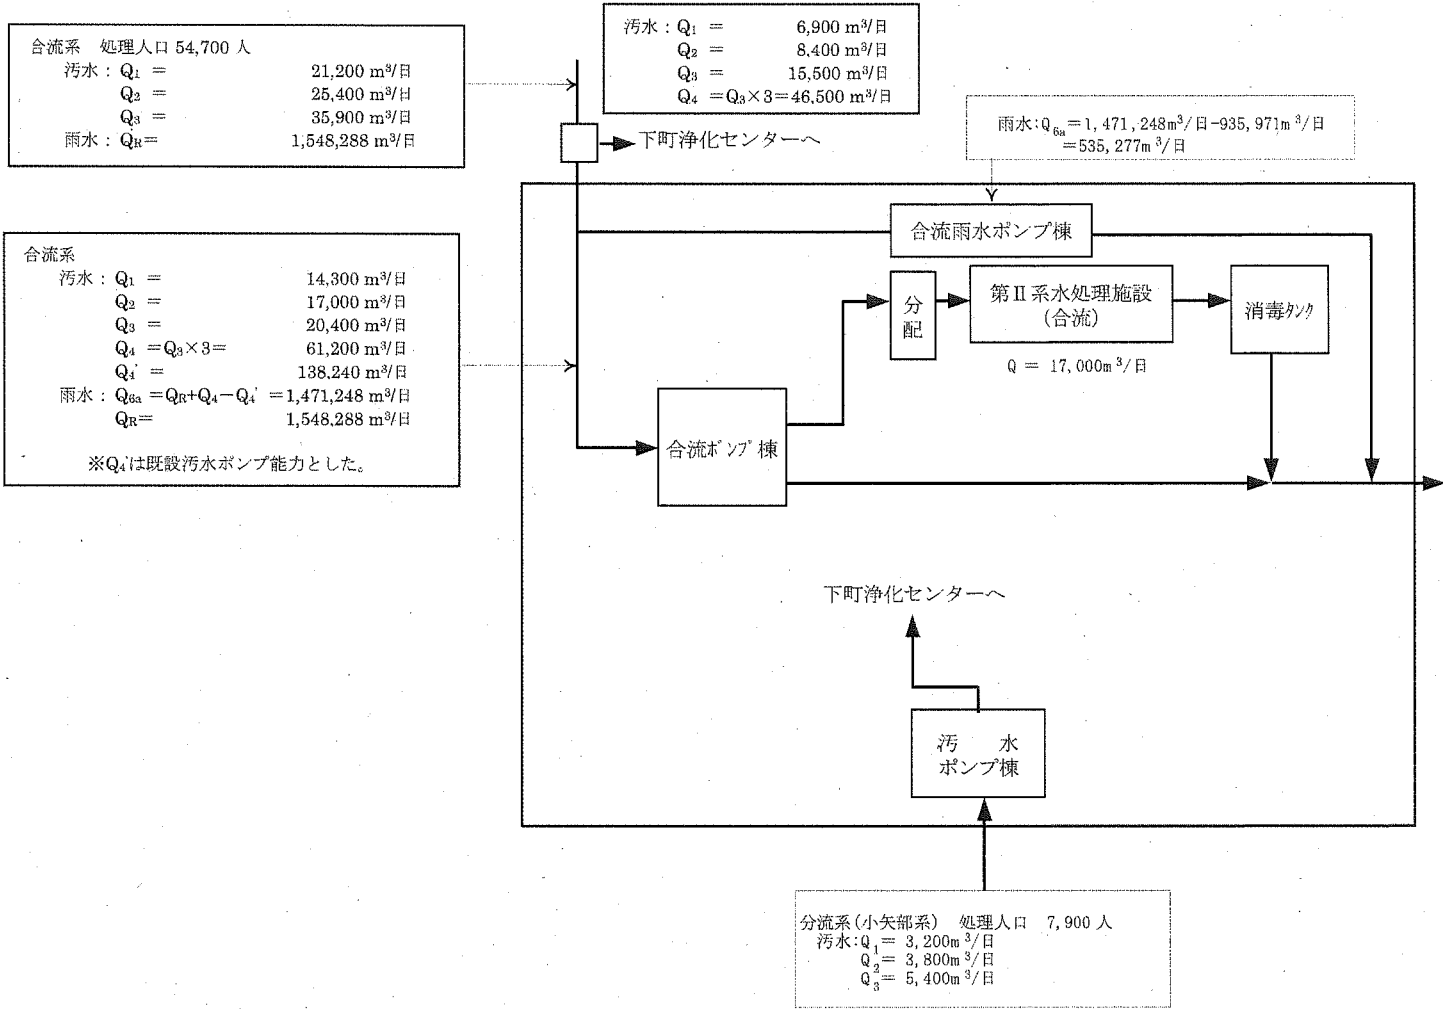 合流系　処理人口 54,700 人
汚水：Q1 ＝ 21,200 m³/日
Q2 ＝ 25,400 m³/日
Q3 ＝ 35,900 m³/日
雨水：QR＝ 1,548,288 m³/日
汚水：Q1 ＝ 6,900 m³/日
Q2 ＝ 8,400 m³/日
Q3 ＝ 15,500 m³/日
Q4 ＝Q3×3＝46,500 m³/日
下町浄化センターへ
雨水：Q6a＝1,471,248m³/日-935,971m³/日
＝535,277m³/日
合流系
汚水：Q1 ＝ 14,300 m³/日
Q2 ＝ 17,000 m³/日
Q3 ＝ 20,400 m³/日
Q4 ＝Q3×3＝ 61,200 m³/日
Q4' ＝ 138,240 m³/日
雨水：Q6a ＝QR+Q4－Q4' ＝1,471,248 m³/日
QR＝ 1,548,288 m³/日
※Q4'は既設汚水ポンプ能力とした。
合流雨水ポンプ棟
分配
第Ⅱ系水処理施設
(合流)
Q ＝ 17,000m³/日
消毒ﾀﾝｸ
合流ﾎﾟﾝﾌﾟ棟
下町浄化センターへ
汚　水
ポンプ棟
分流系(小矢部系)　処理人口　7,900 人
汚水：Q1＝ 3,200m³/日
Q2＝ 3,800m³/日
Q3＝ 5,400m³/日